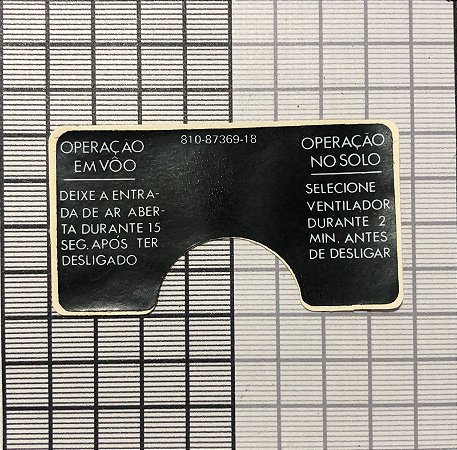 810-87369-18
OPERAÇÃO
EM VÔO
DEIXE A ENTRA-
DA DE AR ABER-
TA DURANTE 15
SEG. APÓS TER
DESLIGADO
OPERAÇÃO
NO SOLO
SELECIONE
VENTILADOR
DURANTE 2
MIN. ANTES
DE DESLIGAR